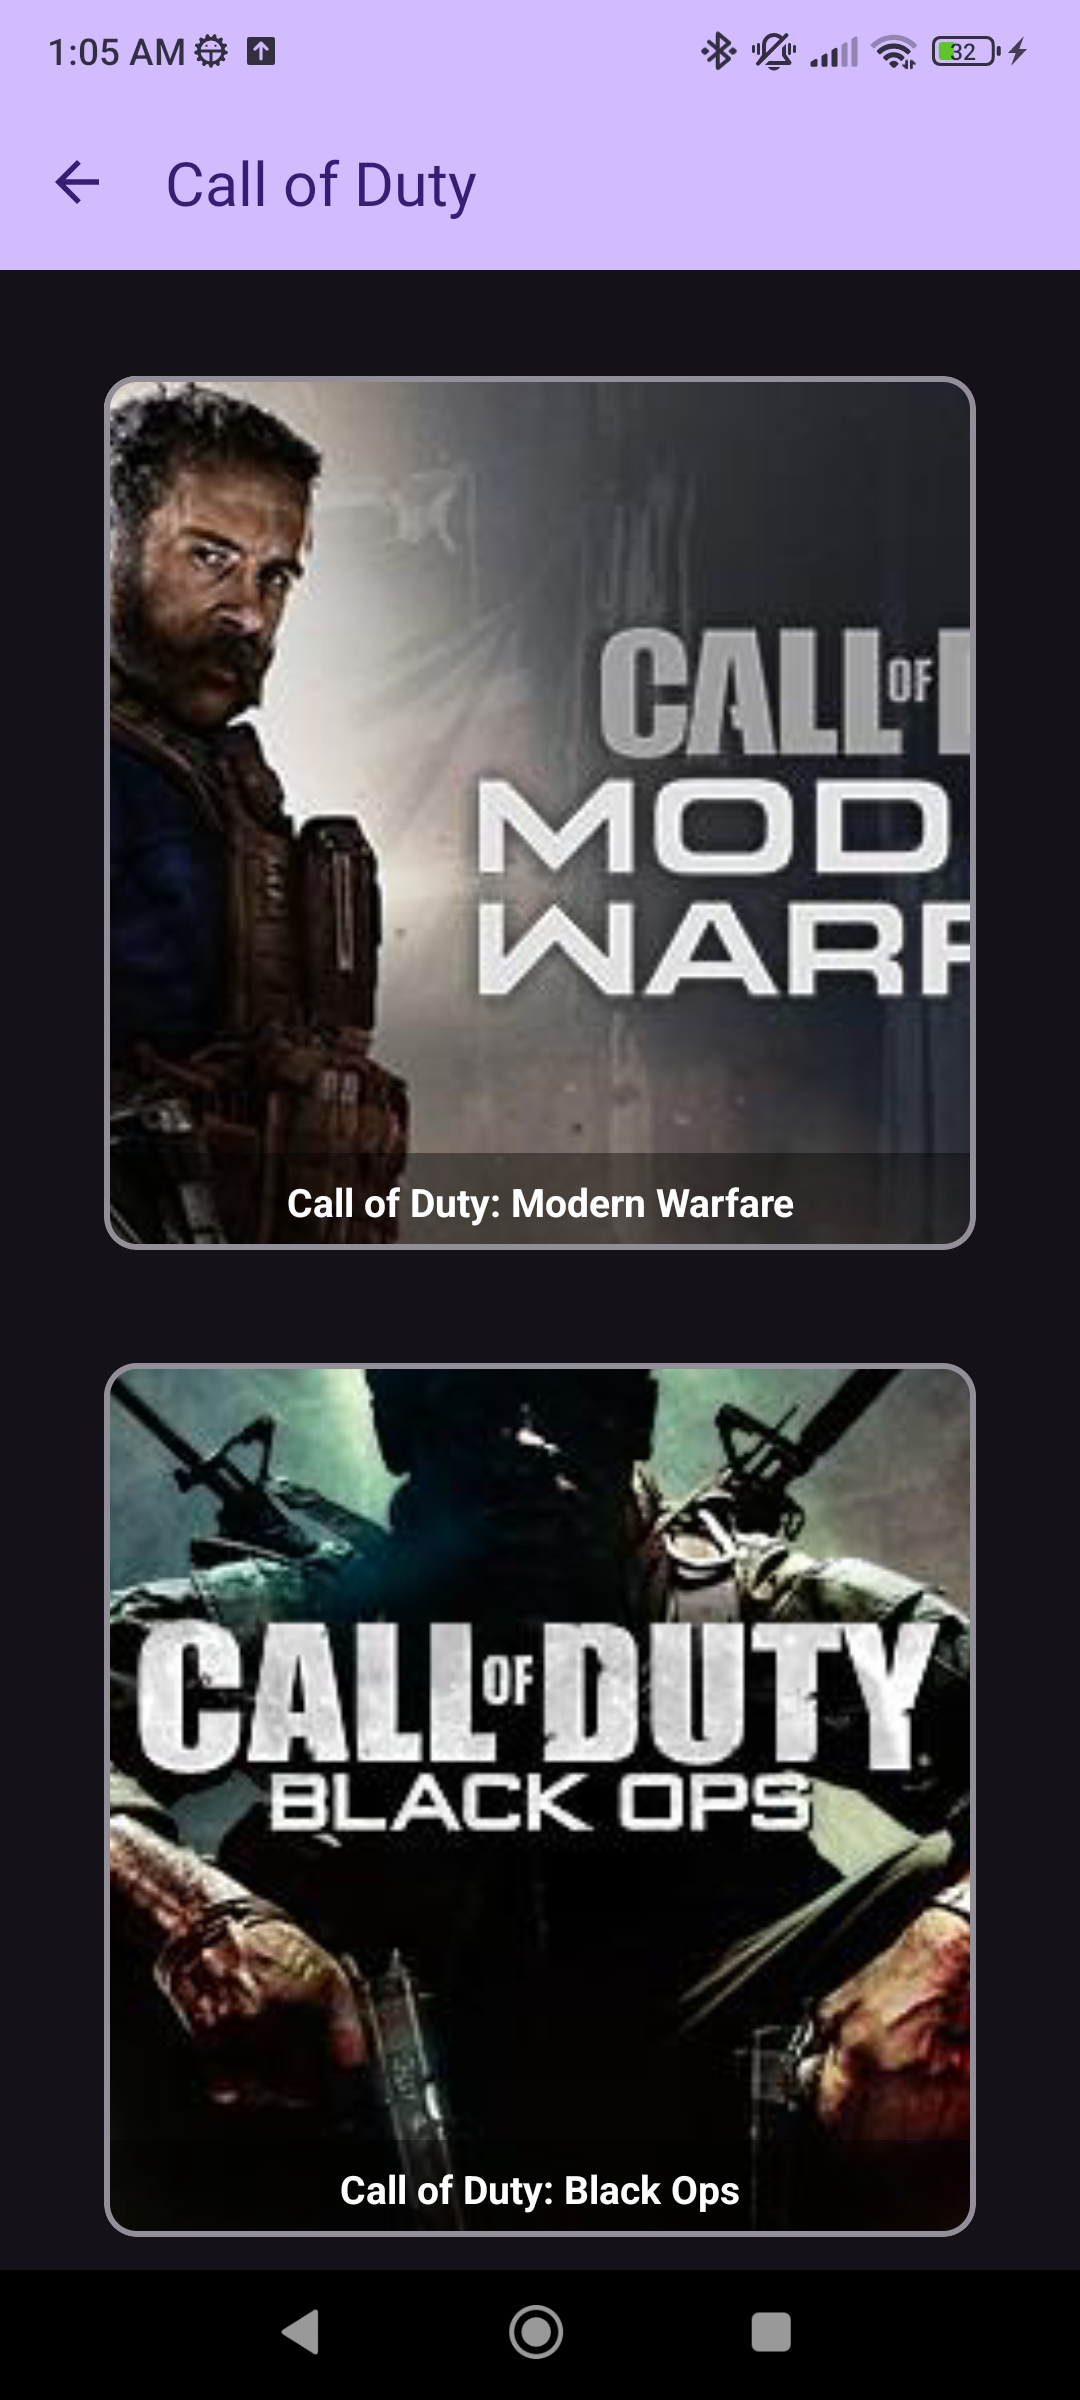 1:05 AM
32
Call of Duty
CALL OF D
MOD
WARF
Call of Duty: Modern Warfare
CALL OF DUTY
BLACK OPS
Call of Duty: Black Ops